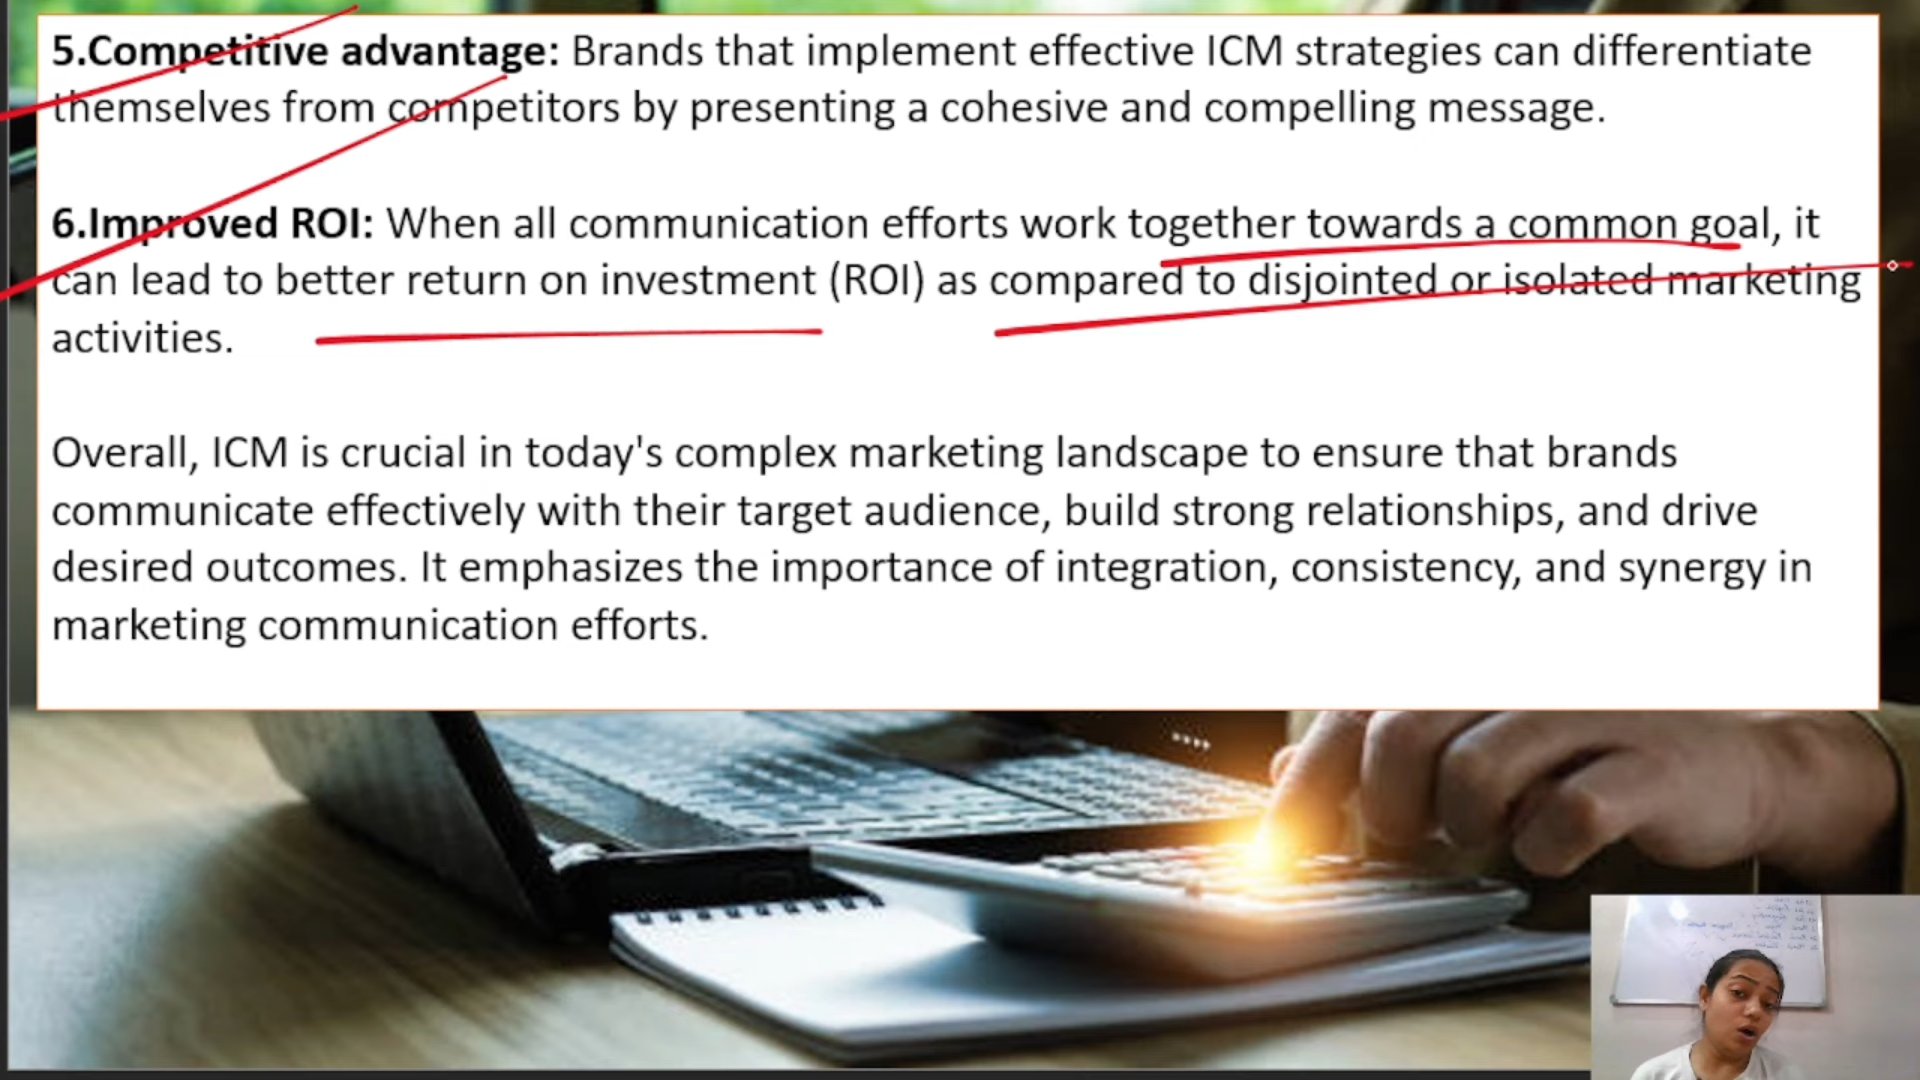 5.Competitive advantage: Brands that implement effective ICM strategies can differentiate
themselves from competitors by presenting a cohesive and compelling message.
6.Improved ROI: When all communication efforts work together towards a common goal, it
can lead to better return on investment (ROI) as compared to disjointed or isolated marketing
activities.
Overall, ICM is crucial in today's complex marketing landscape to ensure that brands
communicate effectively with their target audience, build strong relationships, and drive
desired outcomes. It emphasizes the importance of integration, consistency, and synergy in
marketing communication efforts.